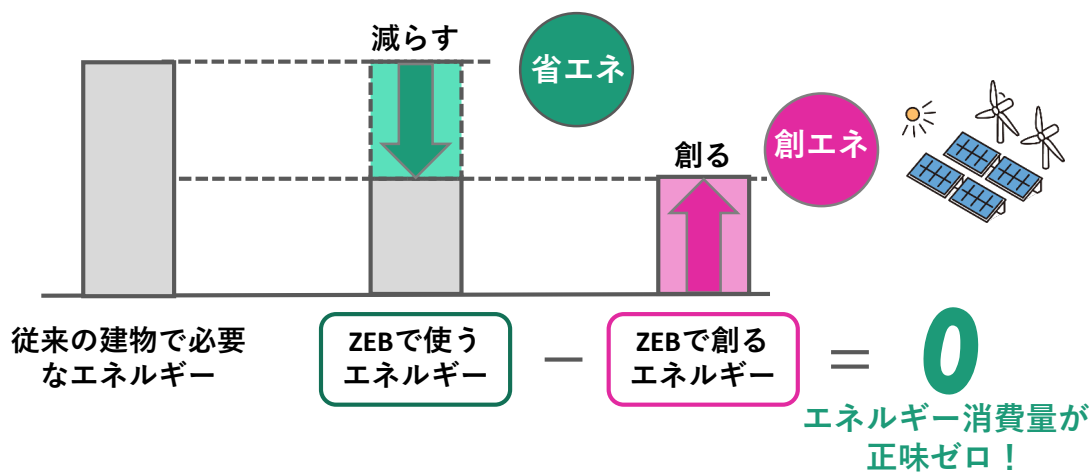 減らす
省エネ
創エネ
創る
従来の建物で必要
なエネルギー
ZEBで使う
エネルギー
－
ZEBで創る
エネルギー
＝
0
エネルギー消費量が
正味ゼロ！